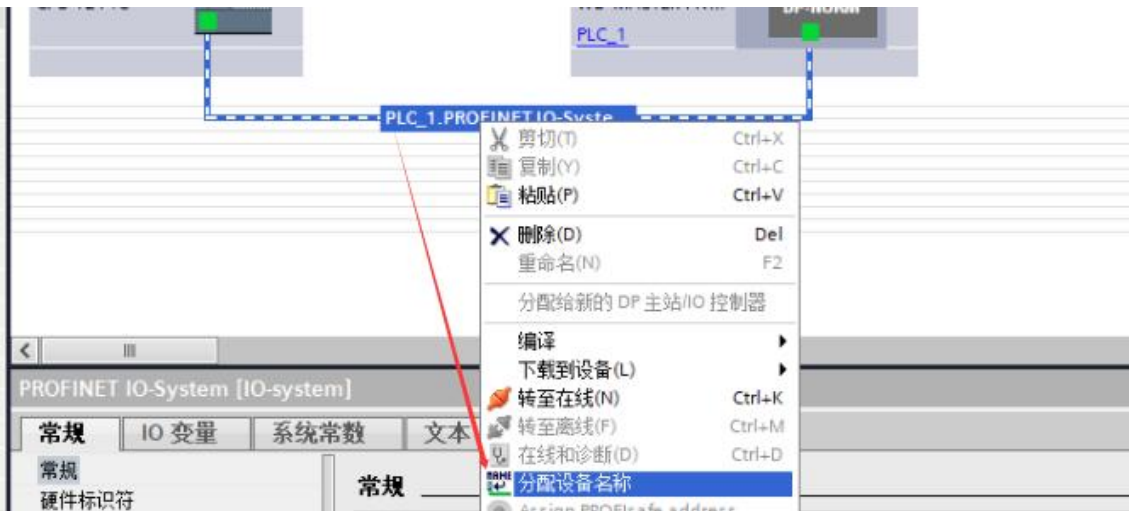 PLC_1
DP-NORM
PLC_1.PROFINET IO-Syste...
剪切(T) Ctrl+X
复制(Y) Ctrl+C
粘贴(P) Ctrl+V
删除(D) Del
重命名(N) F2
分配给新的 DP 主站/IO 控制器
编译
下载到设备(L)
转至在线(N) Ctrl+K
转至离线(F) Ctrl+M
在线和诊断(D) Ctrl+D
分配设备名称
Assign PROFIsafe address
PROFINET IO-System [IO-system]
常规 IO 变量 系统常数 文本
常规
硬件标识符
常规